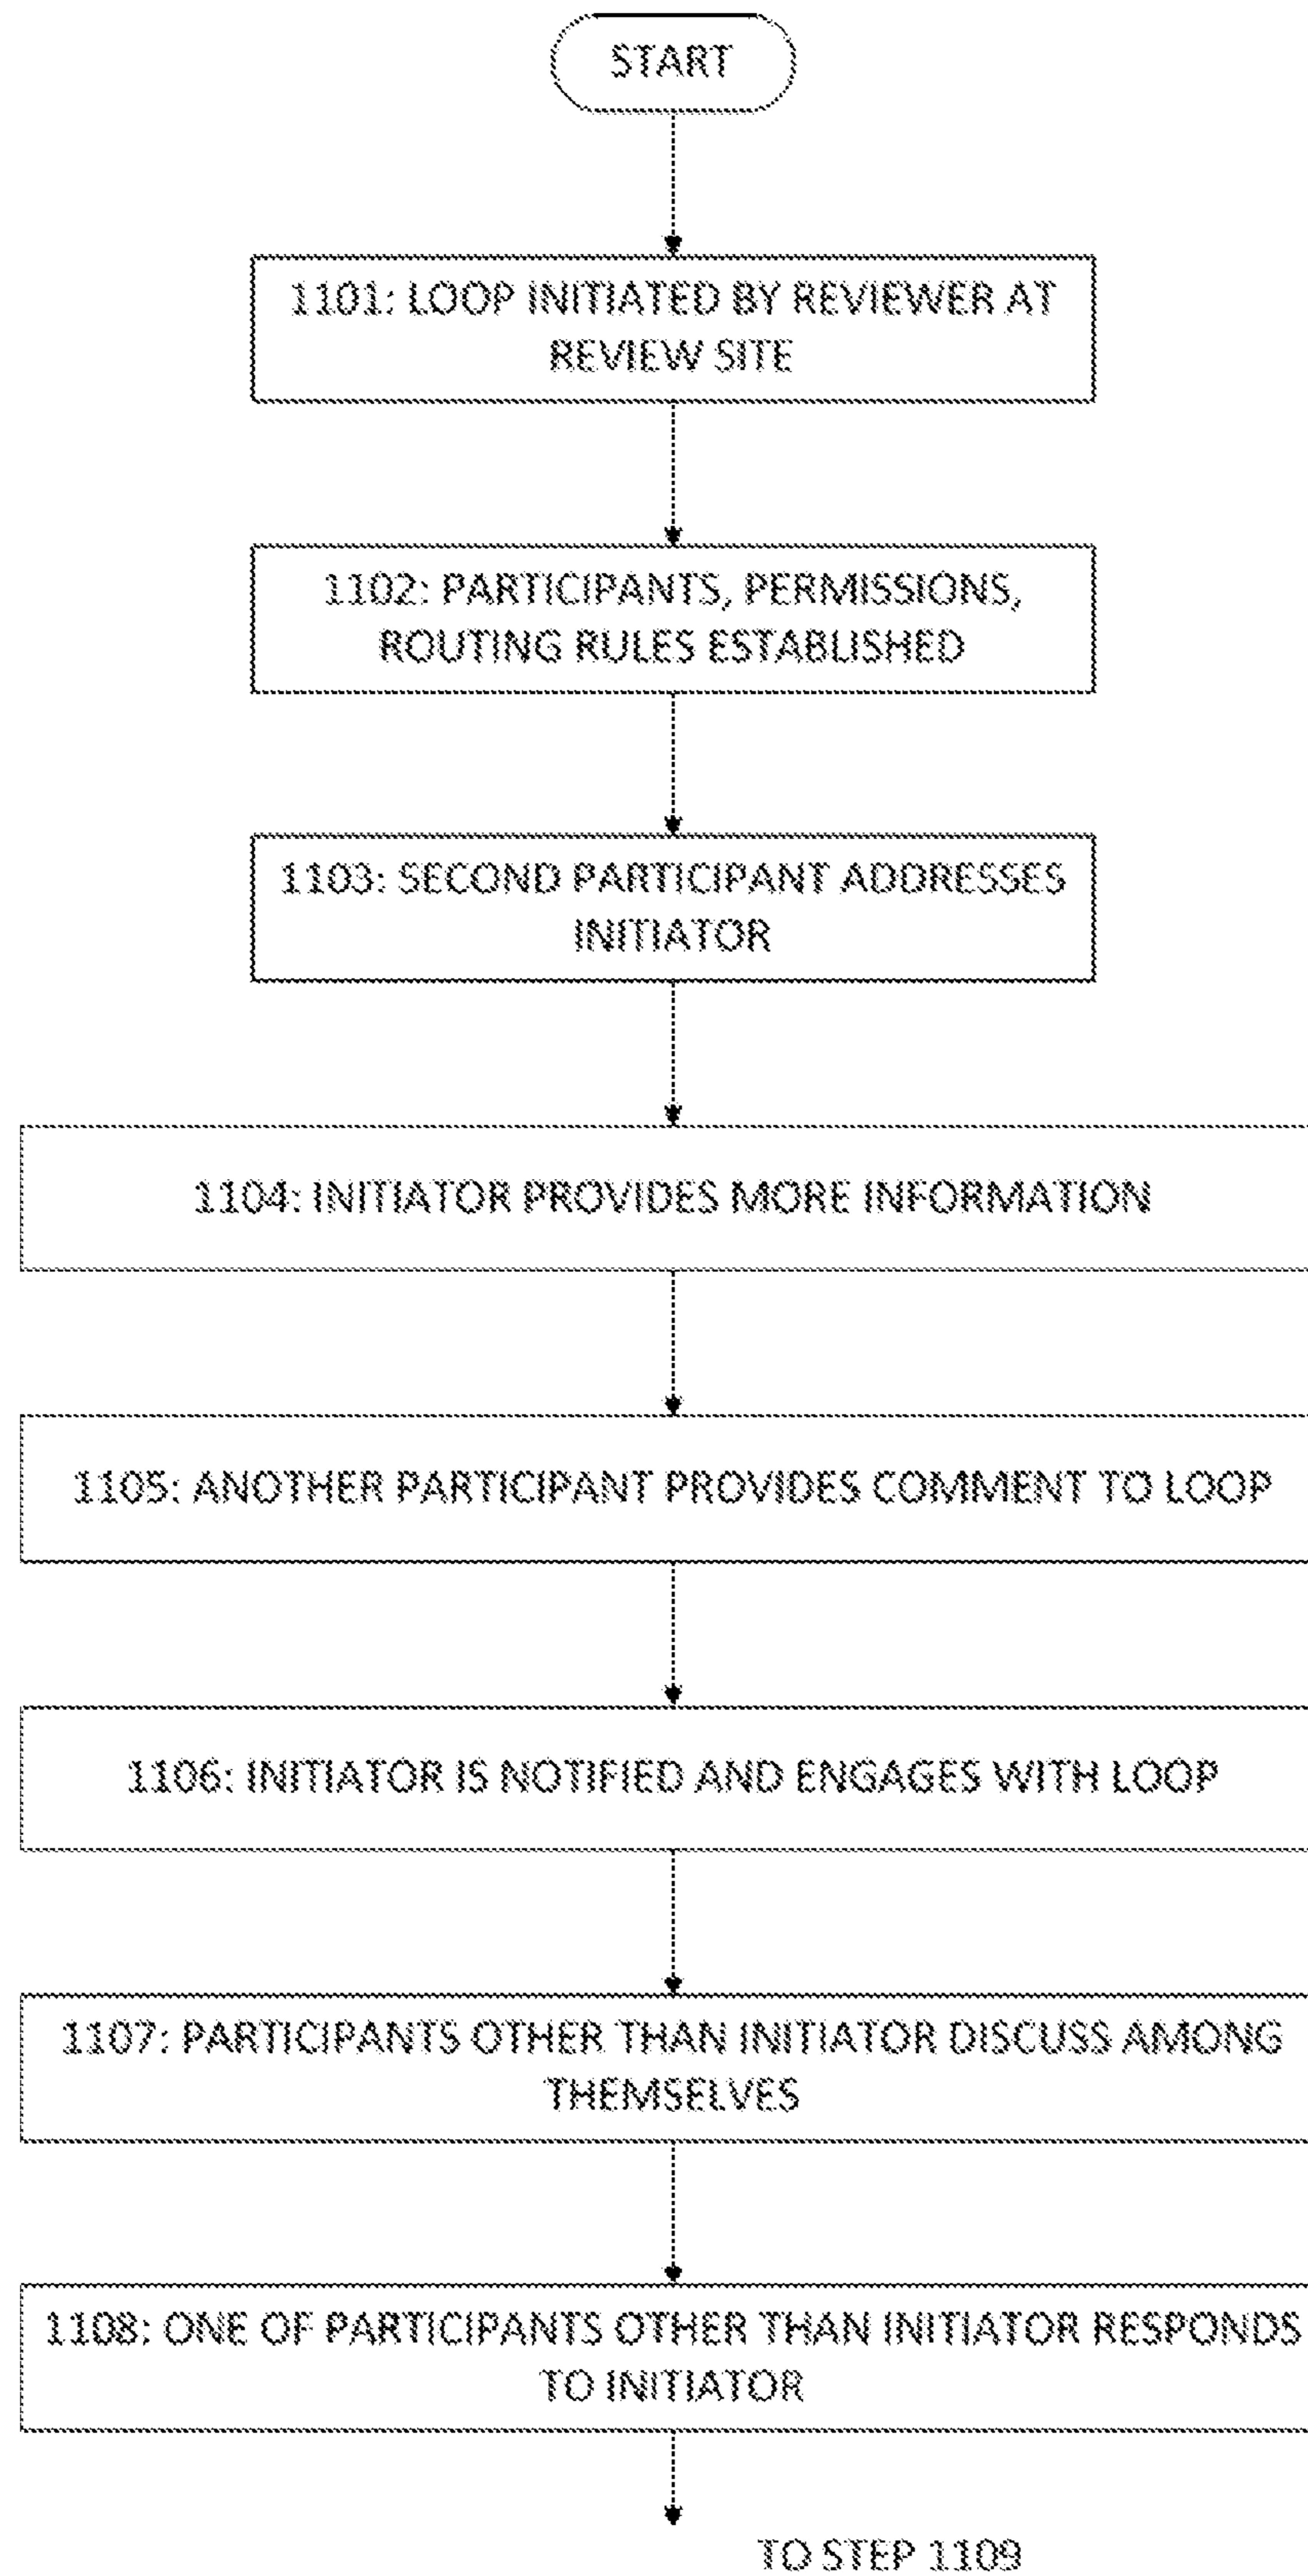 START
1101: LOOP INITIATED BY REVIEWER AT
REVIEW SITE
1102: PARTICIPANTS, PERMISSIONS,
ROUTING RULES ESTABLISHED
1103: SECOND PARTICIPANT ADDRESSES
INITIATOR
1104: INITIATOR PROVIDES MORE INFORMATION
1105: ANOTHER PARTICIPANT PROVIDES COMMENT TO LOOP
1106: INITIATOR IS NOTIFIED AND ENGAGES WITH LOOP
1107: PARTICIPANTS OTHER THAN INITIATOR DISCUSS AMONG
THEMSELVES
1108: ONE OF PARTICIPANTS OTHER THAN INITIATOR RESPONDS
TO INITIATOR
TO STEP 1109